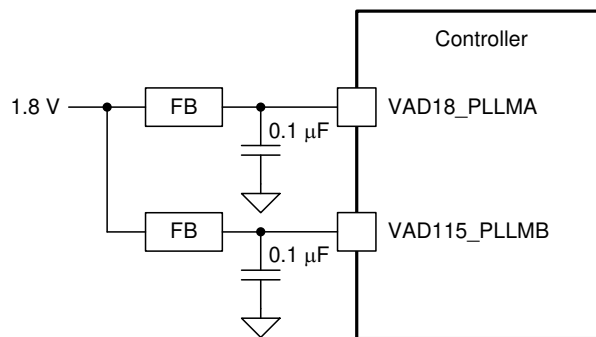 Controller
1.8 V
FB
VAD18_PLLMA
0.1 μF
FB
VAD115_PLLMB
0.1 μF